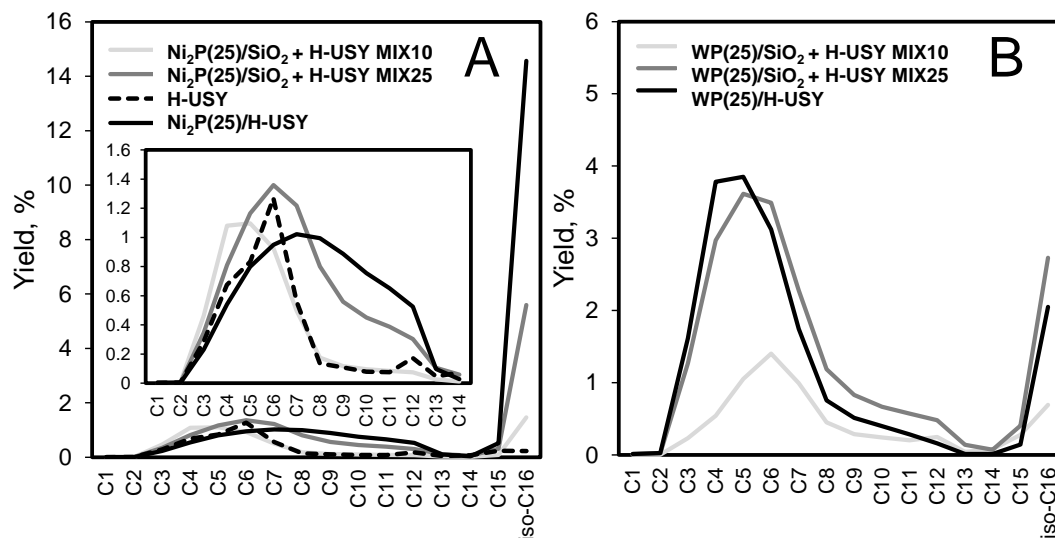 A
Yield, %
16
14
12
10
8
6
4
2
0
Ni₂P(25)/SiO₂ + H-USY MIX10
Ni₂P(25)/SiO₂ + H-USY MIX25
H-USY
Ni₂P(25)/H-USY
1.6
1.4
1.2
1
0.8
0.6
0.4
0.2
0
C1 C2 C3 C4 C5 C6 C7 C8 C9 C10 C11 C12 C13 C14
C1 C2 C3 C4 C5 C6 C7 C8 C9 C10 C11 C12 C13 C14 C15 iso-C16
B
Yield, %
6
5
4
3
2
1
0
WP(25)/SiO₂ + H-USY MIX10
WP(25)/SiO₂ + H-USY MIX25
WP(25)/H-USY
C1 C2 C3 C4 C5 C6 C7 C8 C9 C10 C11 C12 C13 C14 C15 iso-C16